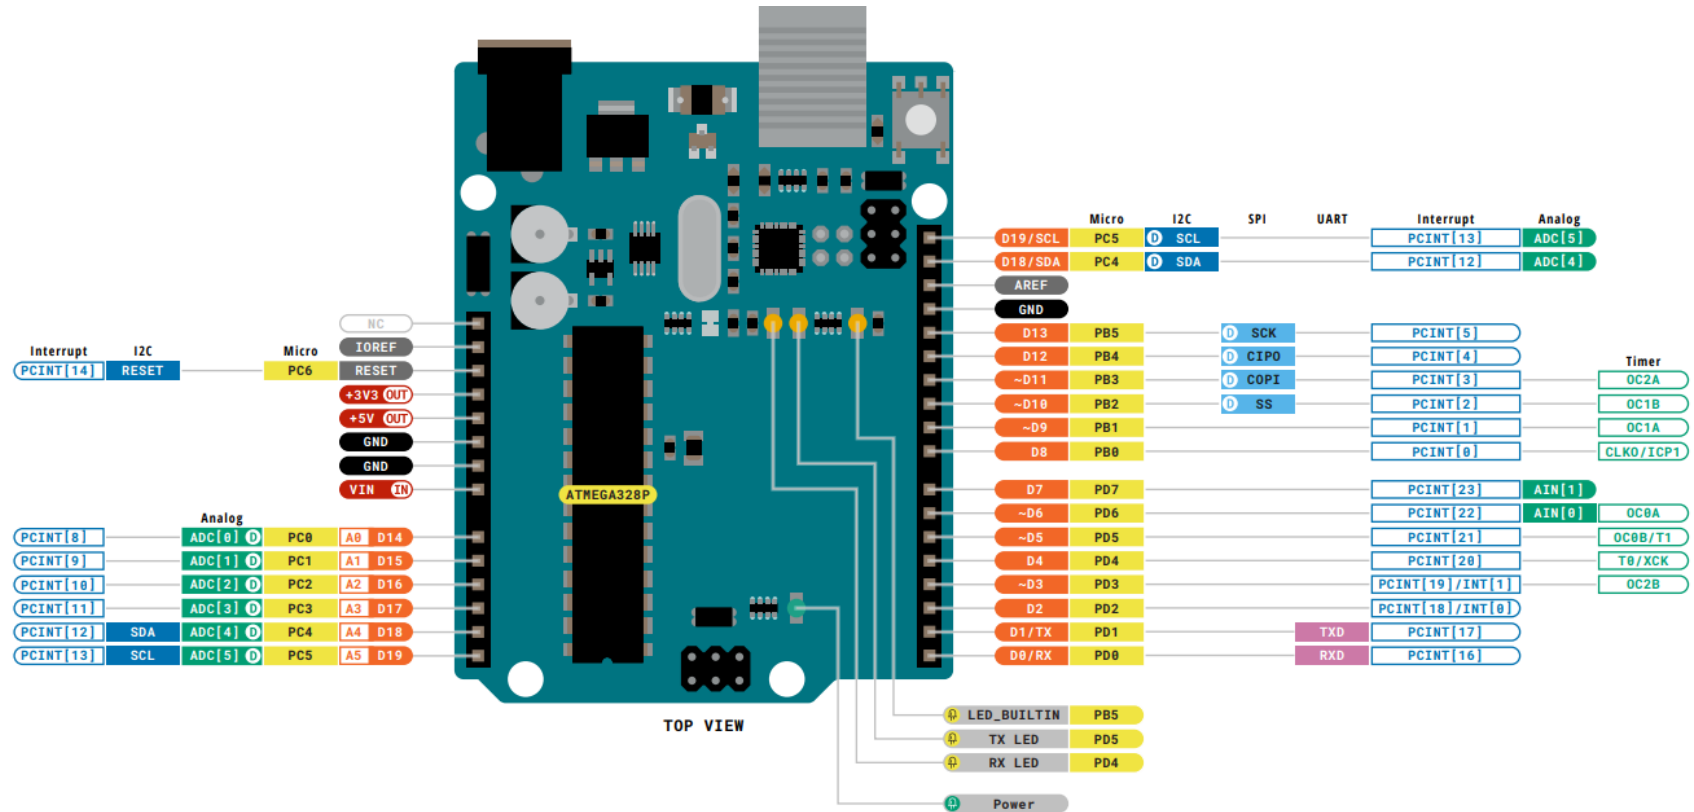 Micro I2C SPI UART Interrupt Analog
D19/SCL PC5 D SCL PCINT[13] ADC[5]
D18/SDA PC4 D SDA PCINT[12] ADC[4]
AREF
GND
D13 PB5 D SCK PCINT[5]
D12 PB4 D CIPO PCINT[4]
Timer
~D11 PB3 D COPI PCINT[3] OC2A
~D10 PB2 D SS PCINT[2] OC1B
~D9 PB1 PCINT[1] OC1A
D8 PB0 PCINT[0] CLKO/ICP1
D7 PD7 PCINT[23] AIN[1]
~D6 PD6 PCINT[22] AIN[0] OC0A
~D5 PD5 PCINT[21] OC0B/T1
D4 PD4 PCINT[20] T0/XCK
~D3 PD3 PCINT[19]/INT[1] OC2B
D2 PD2 PCINT[18]/INT[0]
D1/TX PD1 TXD PCINT[17]
D0/RX PD0 RXD PCINT[16]
NC
IOREF
Interrupt I2C Micro
PCINT[14] RESET PC6 RESET
+3V3 OUT
+5V OUT
GND
GND
VIN IN
Analog
PCINT[8] ADC[0] D PC0 A0 D14
PCINT[9] ADC[1] D PC1 A1 D15
PCINT[10] ADC[2] D PC2 A2 D16
PCINT[11] ADC[3] D PC3 A3 D17
PCINT[12] SDA ADC[4] D PC4 A4 D18
PCINT[13] SCL ADC[5] D PC5 A5 D19
ATMEGA328P
TOP VIEW
LED_BUILTIN PB5
TX LED PD5
RX LED PD4
Power